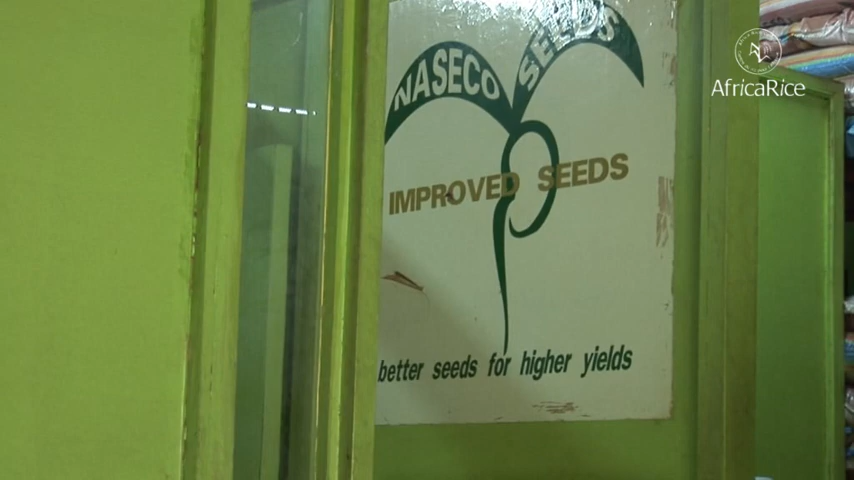 NASECO SEEDS
IMPROVED SEEDS
better seeds for higher yields
AfricaRice